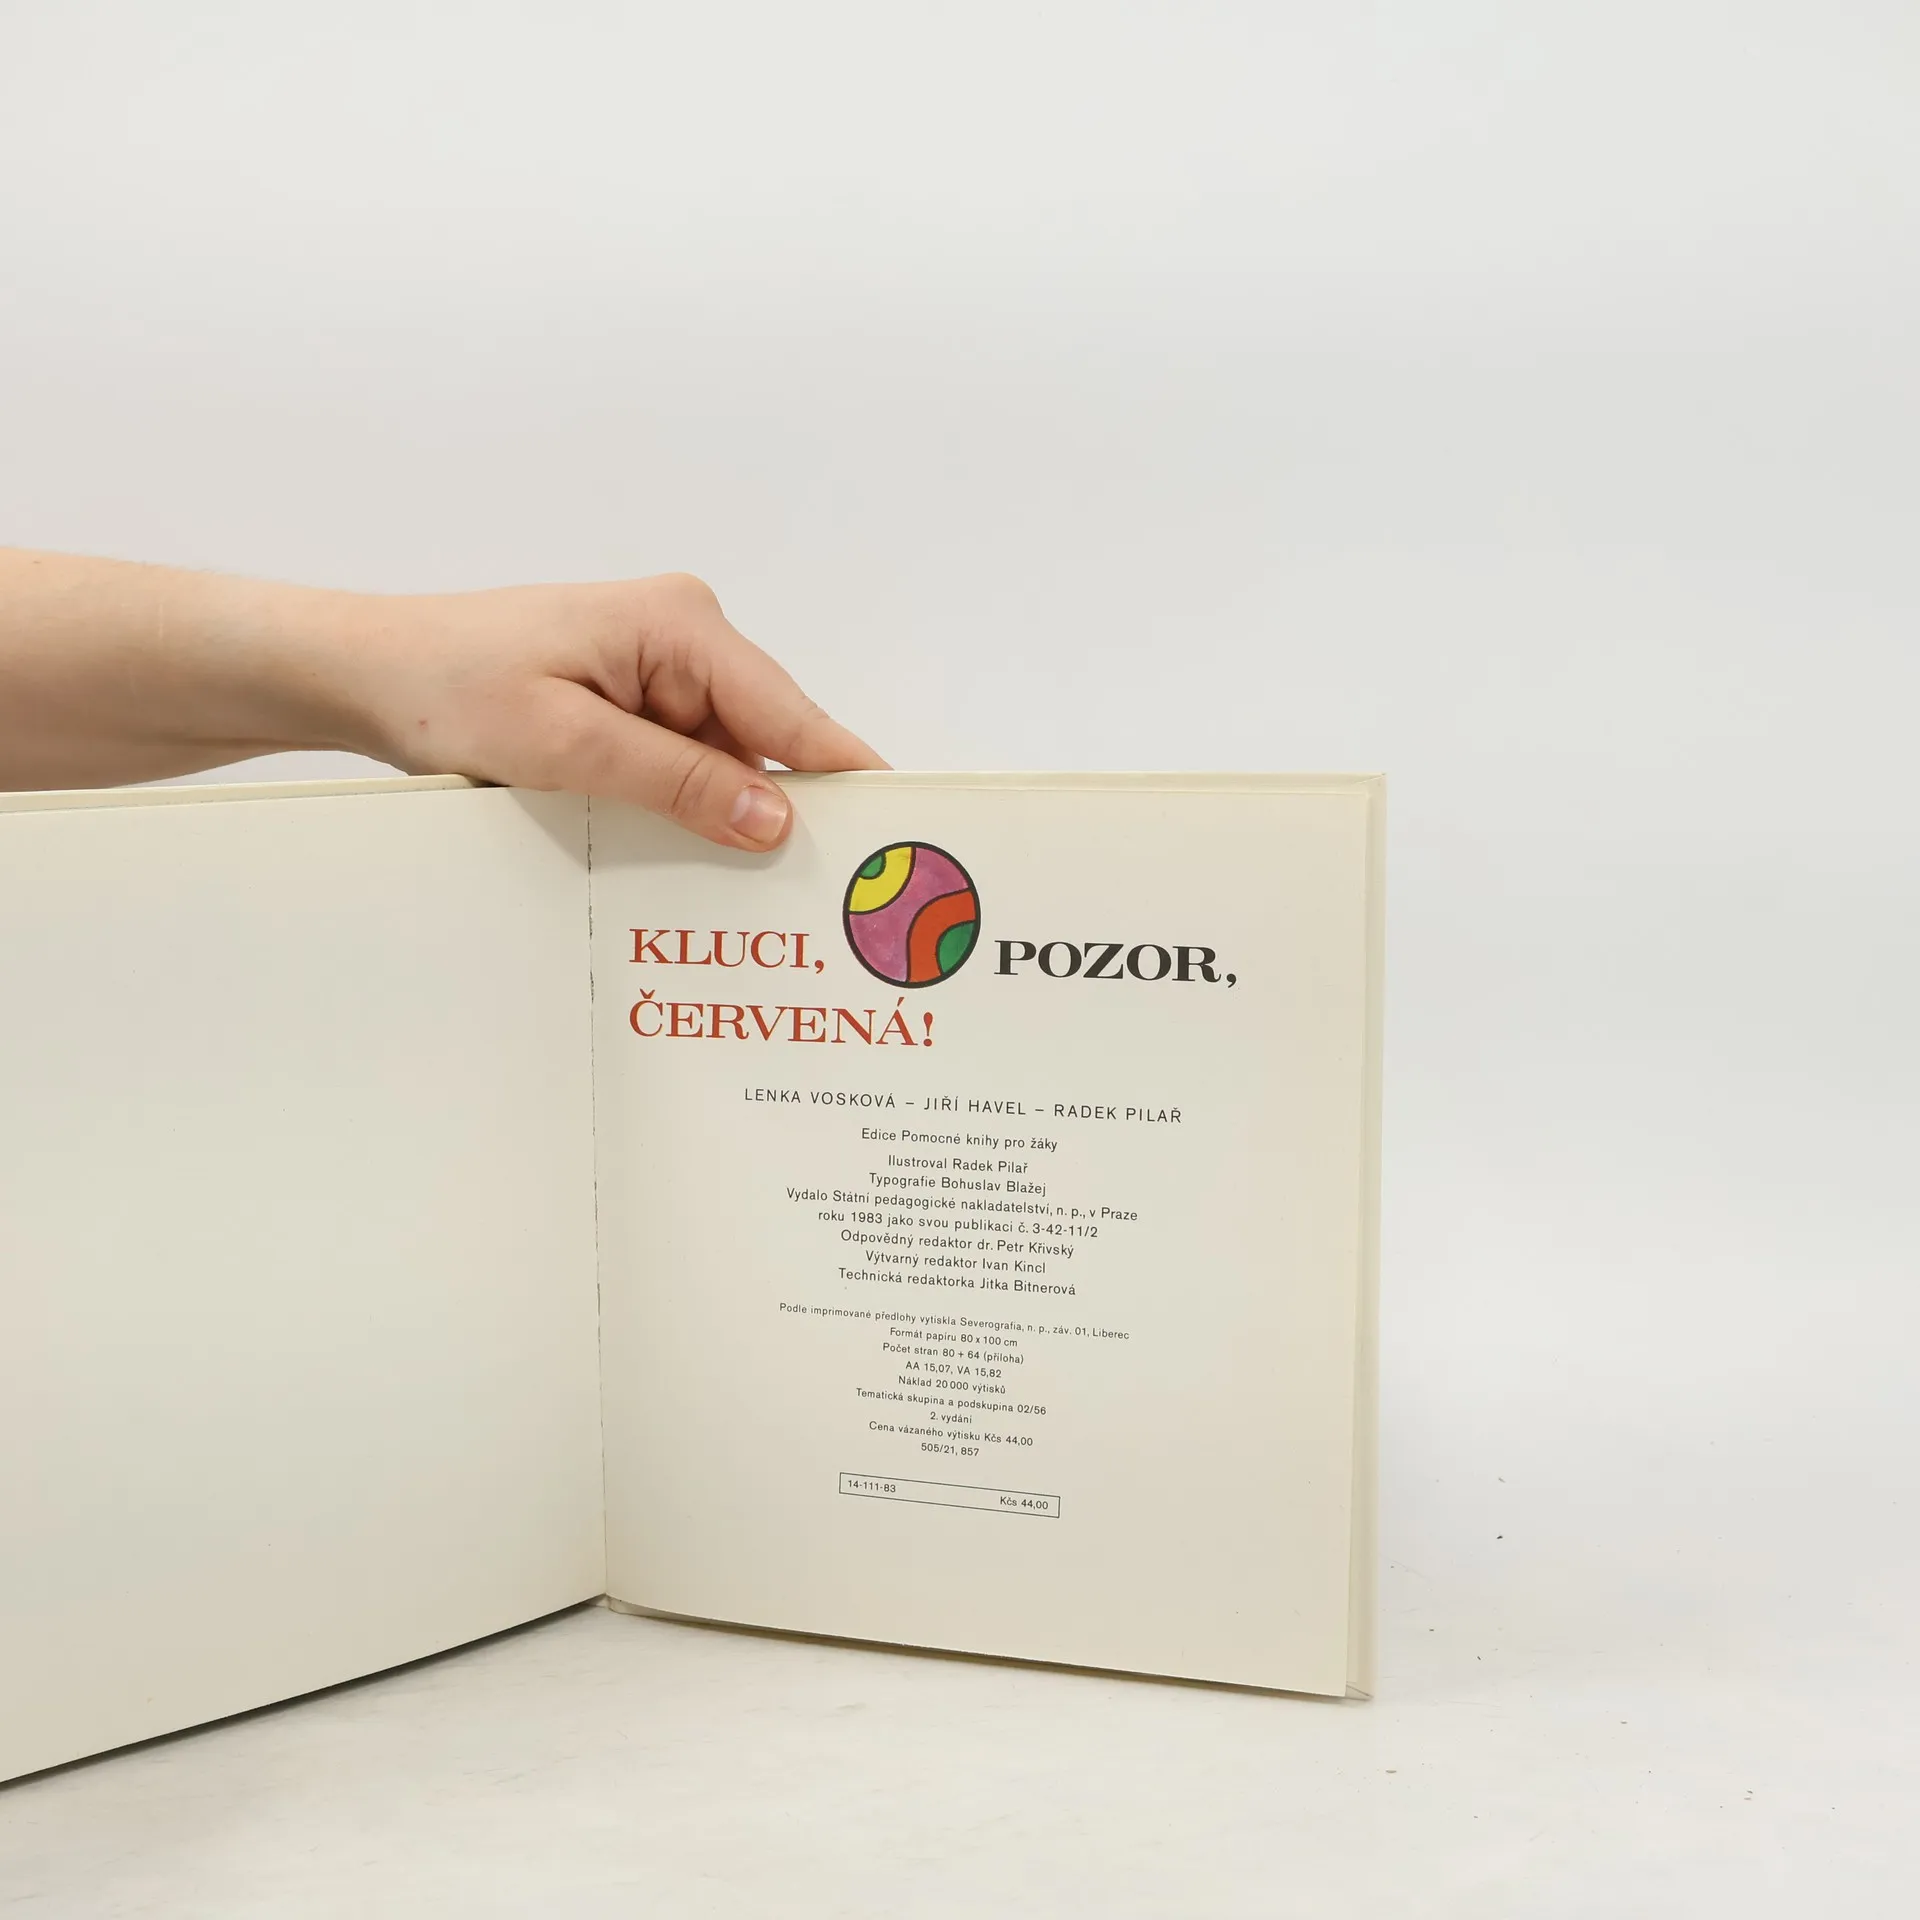 KLUCI, POZOR,
ČERVENÁ!
LENKA VOSKOVÁ – JIŘÍ HAVEL – RADEK PILAŘ
Edice Pomocné knihy pro žáky
Ilustroval Radek Pilař
Typografie Bohuslav Blažej
Vydalo Státní pedagogické nakladatelství, n. p., v Praze
roku 1983 jako svou publikaci č. 3-42-11/2
Odpovědný redaktor dr. Petr Křivský
Výtvarný redaktor Ivan Kincl
Technická redaktorka Jitka Bitnerová
Podle imprimované předlohy vytiskla Severografia, n. p., záv. 01, Liberec
Formát papíru 80 x 100 cm
Počet stran 80 + 64 (příloha)
AA 15,07, VA 15,82
Náklad 20 000 výtisků
Tematická skupina a podskupina 02/56
2. vydání
Cena vázaného výtisku Kčs 44,00
505/21, 857
14-111-83 Kčs 44,00